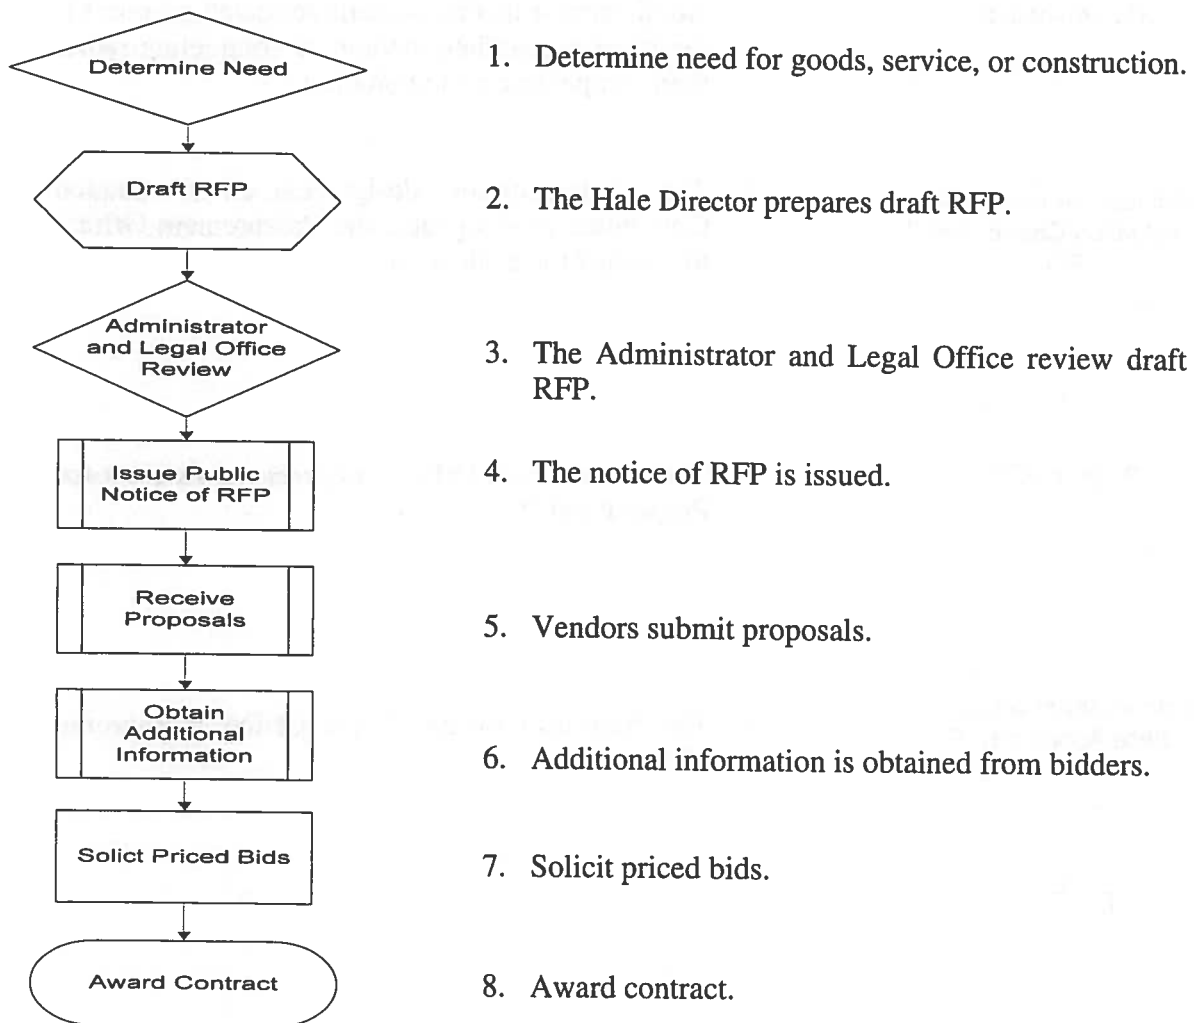 Determine Need
1. Determine need for goods, service, or construction.
Draft RFP
2. The Hale Director prepares draft RFP.
Administrator
and Legal Office
Review
3. The Administrator and Legal Office review draft
RFP.
Issue Public
Notice of RFP
4. The notice of RFP is issued.
Receive
Proposals
5. Vendors submit proposals.
Obtain
Additional
Information
6. Additional information is obtained from bidders.
Solict Priced Bids
7. Solicit priced bids.
Award Contract
8. Award contract.